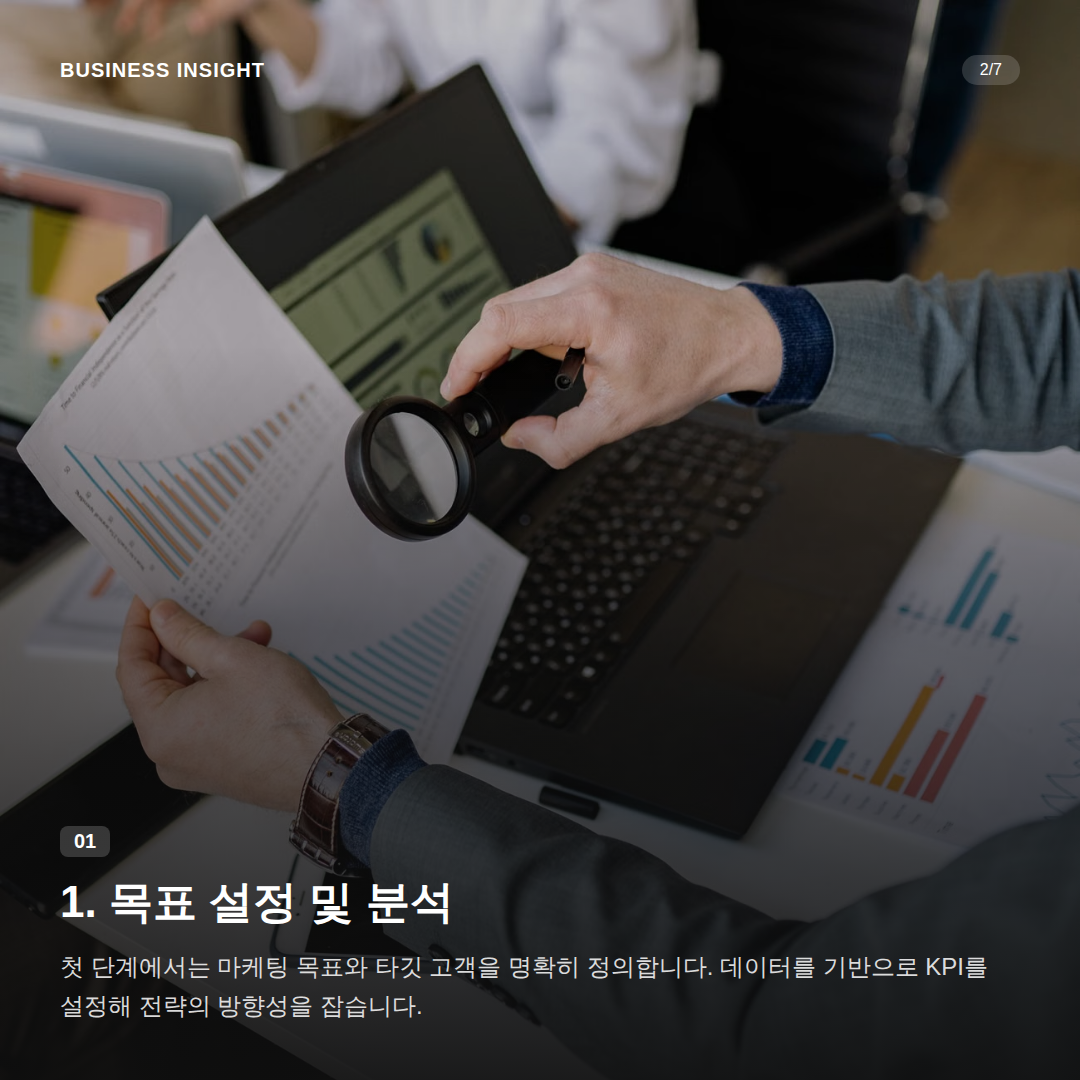 BUSINESS INSIGHT
2/7
01
1. 목표 설정 및 분석
첫 단계에서는 마케팅 목표와 타깃 고객을 명확히 정의합니다. 데이터를 기반으로 KPI를
설정해 전략의 방향성을 잡습니다.